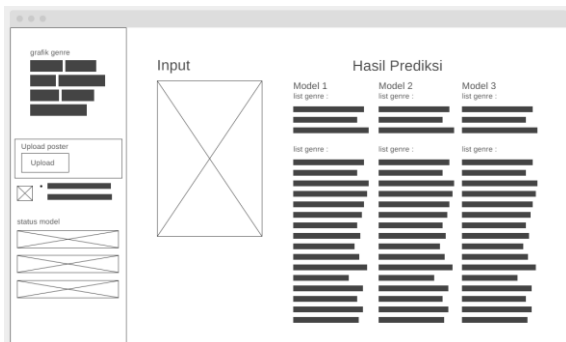 grafik genre
Upload poster
Upload
status model
Input
Hasil Prediksi
Model 1
list genre :
list genre :
Model 2
list genre :
list genre :
Model 3
list genre :
list genre :